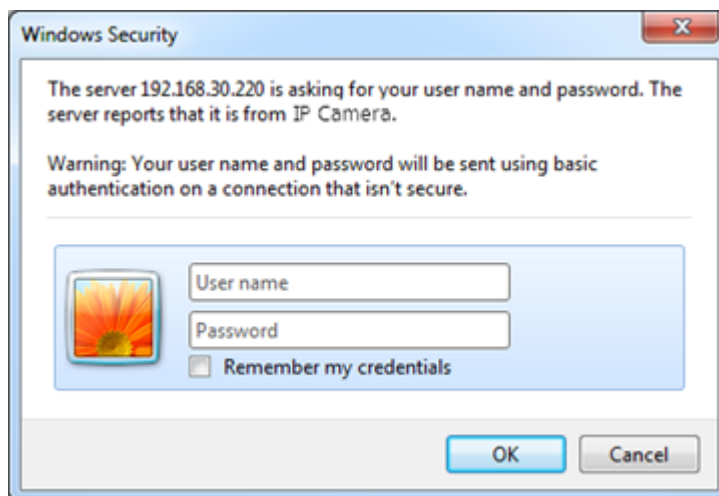 Windows Security
The server 192.168.30.220 is asking for your user name and password. The
server reports that it is from IP Camera.
Warning: Your user name and password will be sent using basic
authentication on a connection that isn't secure.
User name
Password
Remember my credentials
OK
Cancel